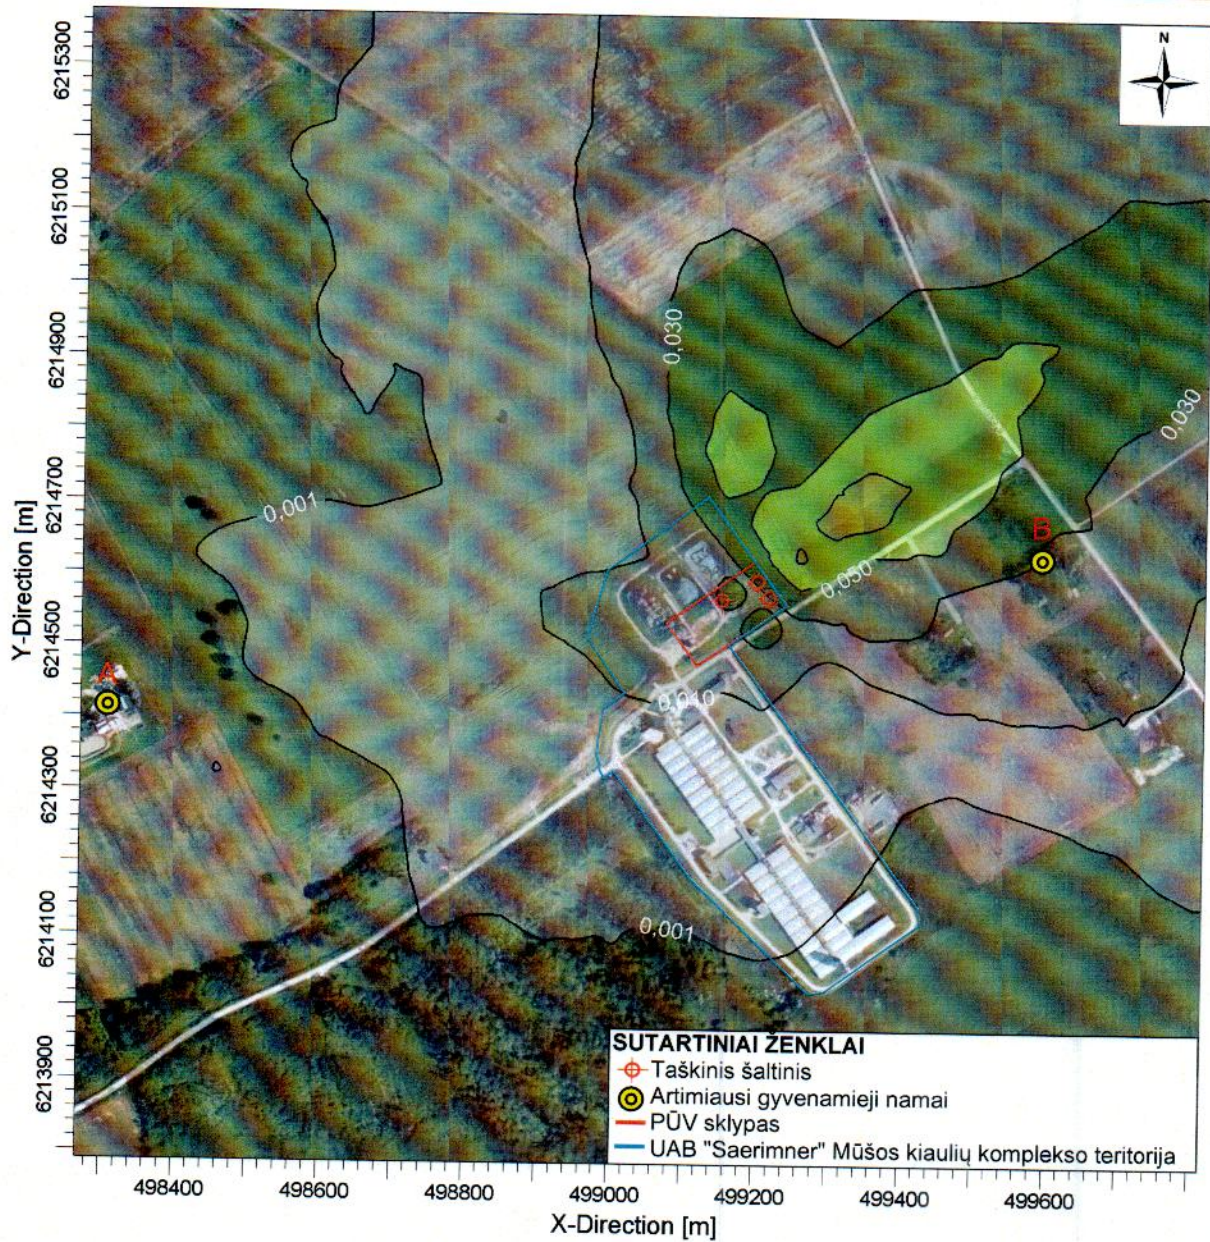 N
6215300
6215100
6214900
6214700
6214500
6214300
6214100
6213900
Y-Direction [m]
0,030
0,030
0,001
B
0,050
A
0,010
0,001
SUTARTINIAI ŽENKLAI
Taškinis šaltinis
Artimiausi gyvenamieji namai
PŪV sklypas
UAB "Saerimner" Mūšos kiaulių komplekso teritorija
498400
498600
498800
499000
499200
499400
499600
X-Direction [m]